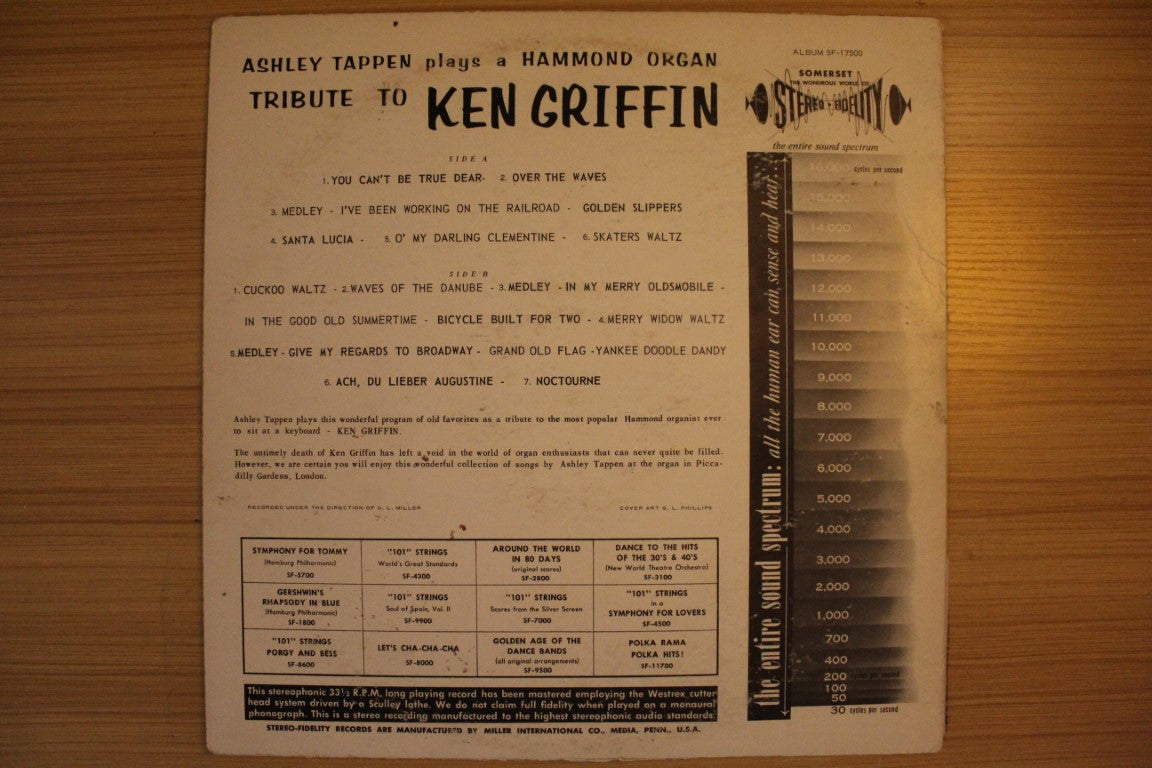 ASHLEY TAPPEN plays a HAMMOND ORGAN
TRIBUTE TO KEN GRIFFIN
SIDE A
1. YOU CAN'T BE TRUE DEAR- 2. OVER THE WAVES
3. MEDLEY - I'VE BEEN WORKING ON THE RAILROAD - GOLDEN SLIPPERS
4. SANTA LUCIA - 5. O' MY DARLING CLEMENTINE - 6. SKATERS WALTZ
SIDE B
1. CUCKOO WALTZ - 2. WAVES OF THE DANUBE - 3. MEDLEY - IN MY MERRY OLDSMOBILE -
IN THE GOOD OLD SUMMERTIME - BICYCLE BUILT FOR TWO - 4. MERRY WIDOW WALTZ
5. MEDLEY - GIVE MY REGARDS TO BROADWAY - GRAND OLD FLAG -YANKEE DOODLE DANDY
6. ACH, DU LIEBER AUGUSTINE - 7. NOCTOURNE
Ashley Tappen plays this wonderful program of old favorites as a tribute to the most popular Hammond organist ever
to sit at a keyboard - KEN GRIFFIN.
The untimely death of Ken Griffin has left a void in the world of organ enthusiasts that can never quite be filled.
However, we are certain you will enjoy this wonderful collection of songs by Ashley Tappen at the organ in Picca-
dilly Gardens, London.
RECORDED UNDER THE DIRECTION OF D. L. MILLER
COVER ART G. L. PHILLIPS
SYMPHONY FOR TOMMY
(Hamburg Philharmonic)
SF-5700
"101" STRINGS
World's Great Standards
SF-4300
AROUND THE WORLD
IN 80 DAYS
(original scores)
SF-2800
DANCE TO THE HITS
OF THE 30'S & 40'S
(New World Theatre Orchestra)
SF-3100
GERSHWIN'S
RHAPSODY IN BLUE
(Hamburg Philharmonic)
SF-1800
"101" STRINGS
Soul of Spain, Vol. II
SF-9900
"101" STRINGS
Scores from the Silver Screen
SF-7000
"101" STRINGS
in a
SYMPHONY FOR LOVERS
SF-4500
"101" STRINGS
PORGY AND BESS
SF-8600
LET'S CHA-CHA-CHA
SF-8000
GOLDEN AGE OF THE
DANCE BANDS
(all original arrangements)
SF-9500
POLKA RAMA
POLKA HITS!
SF-11700
This stereophonic 33 1/3 R.P.M. long playing record has been mastered employing the Westrex cutter
head system driven by a Sculley lathe. We do not claim full fidelity when played on a monaural
phonograph. This is a stereo recording manufactured to the highest stereophonic audio standards.
STEREO-FIDELITY RECORDS ARE MANUFACTURED BY MILLER INTERNATIONAL CO., MEDIA, PENN., U.S.A.
ALBUM SF-17500
SOMERSET
THE WONDROUS WORLD OF
STEREO-FIDELITY
the entire sound spectrum
the entire sound spectrum: all the human ear can sense and hear...
16,000 cycles per second
15,000
14,000
13,000
12,000
11,000
10,000
9,000
8,000
7,000
6,000
5,000
4,000
3,000
2,000
1,000
700
400
200 cycles per second
100
50
30 cycles per second